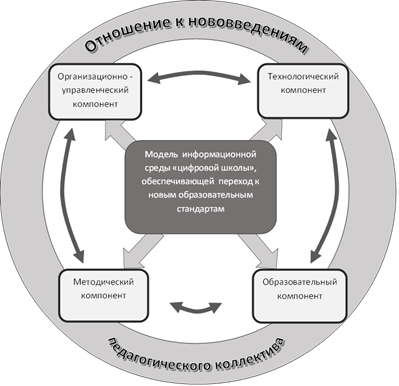 Отношение к нововведениям
Организационно -
управленческий
компонент
Технологический
компонент
Модель информационной
среды «цифровой школы»,
обеспечивающей переход к
новым образовательным
стандартам
Методический
компонент
Образовательный
компонент
педагогического коллектива